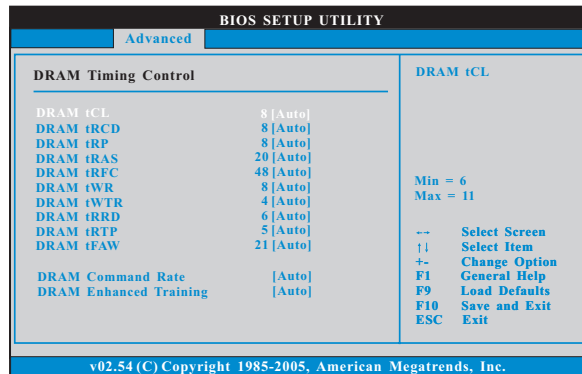 BIOS SETUP UTILITY
Advanced
DRAM Timing Control
DRAM tCL 8 [Auto]
DRAM tRCD 8 [Auto]
DRAM tRP 8 [Auto]
DRAM tRAS 20 [Auto]
DRAM tRFC 48 [Auto]
DRAM tWR 8 [Auto]
DRAM tWTR 4 [Auto]
DRAM tRRD 6 [Auto]
DRAM tRTP 5 [Auto]
DRAM tFAW 21 [Auto]
DRAM Command Rate [Auto]
DRAM Enhanced Training [Auto]
DRAM tCL
Min = 6
Max = 11
←→ Select Screen
↑↓ Select Item
+- Change Option
F1 General Help
F9 Load Defaults
F10 Save and Exit
ESC Exit
v02.54 (C) Copyright 1985-2005, American Megatrends, Inc.